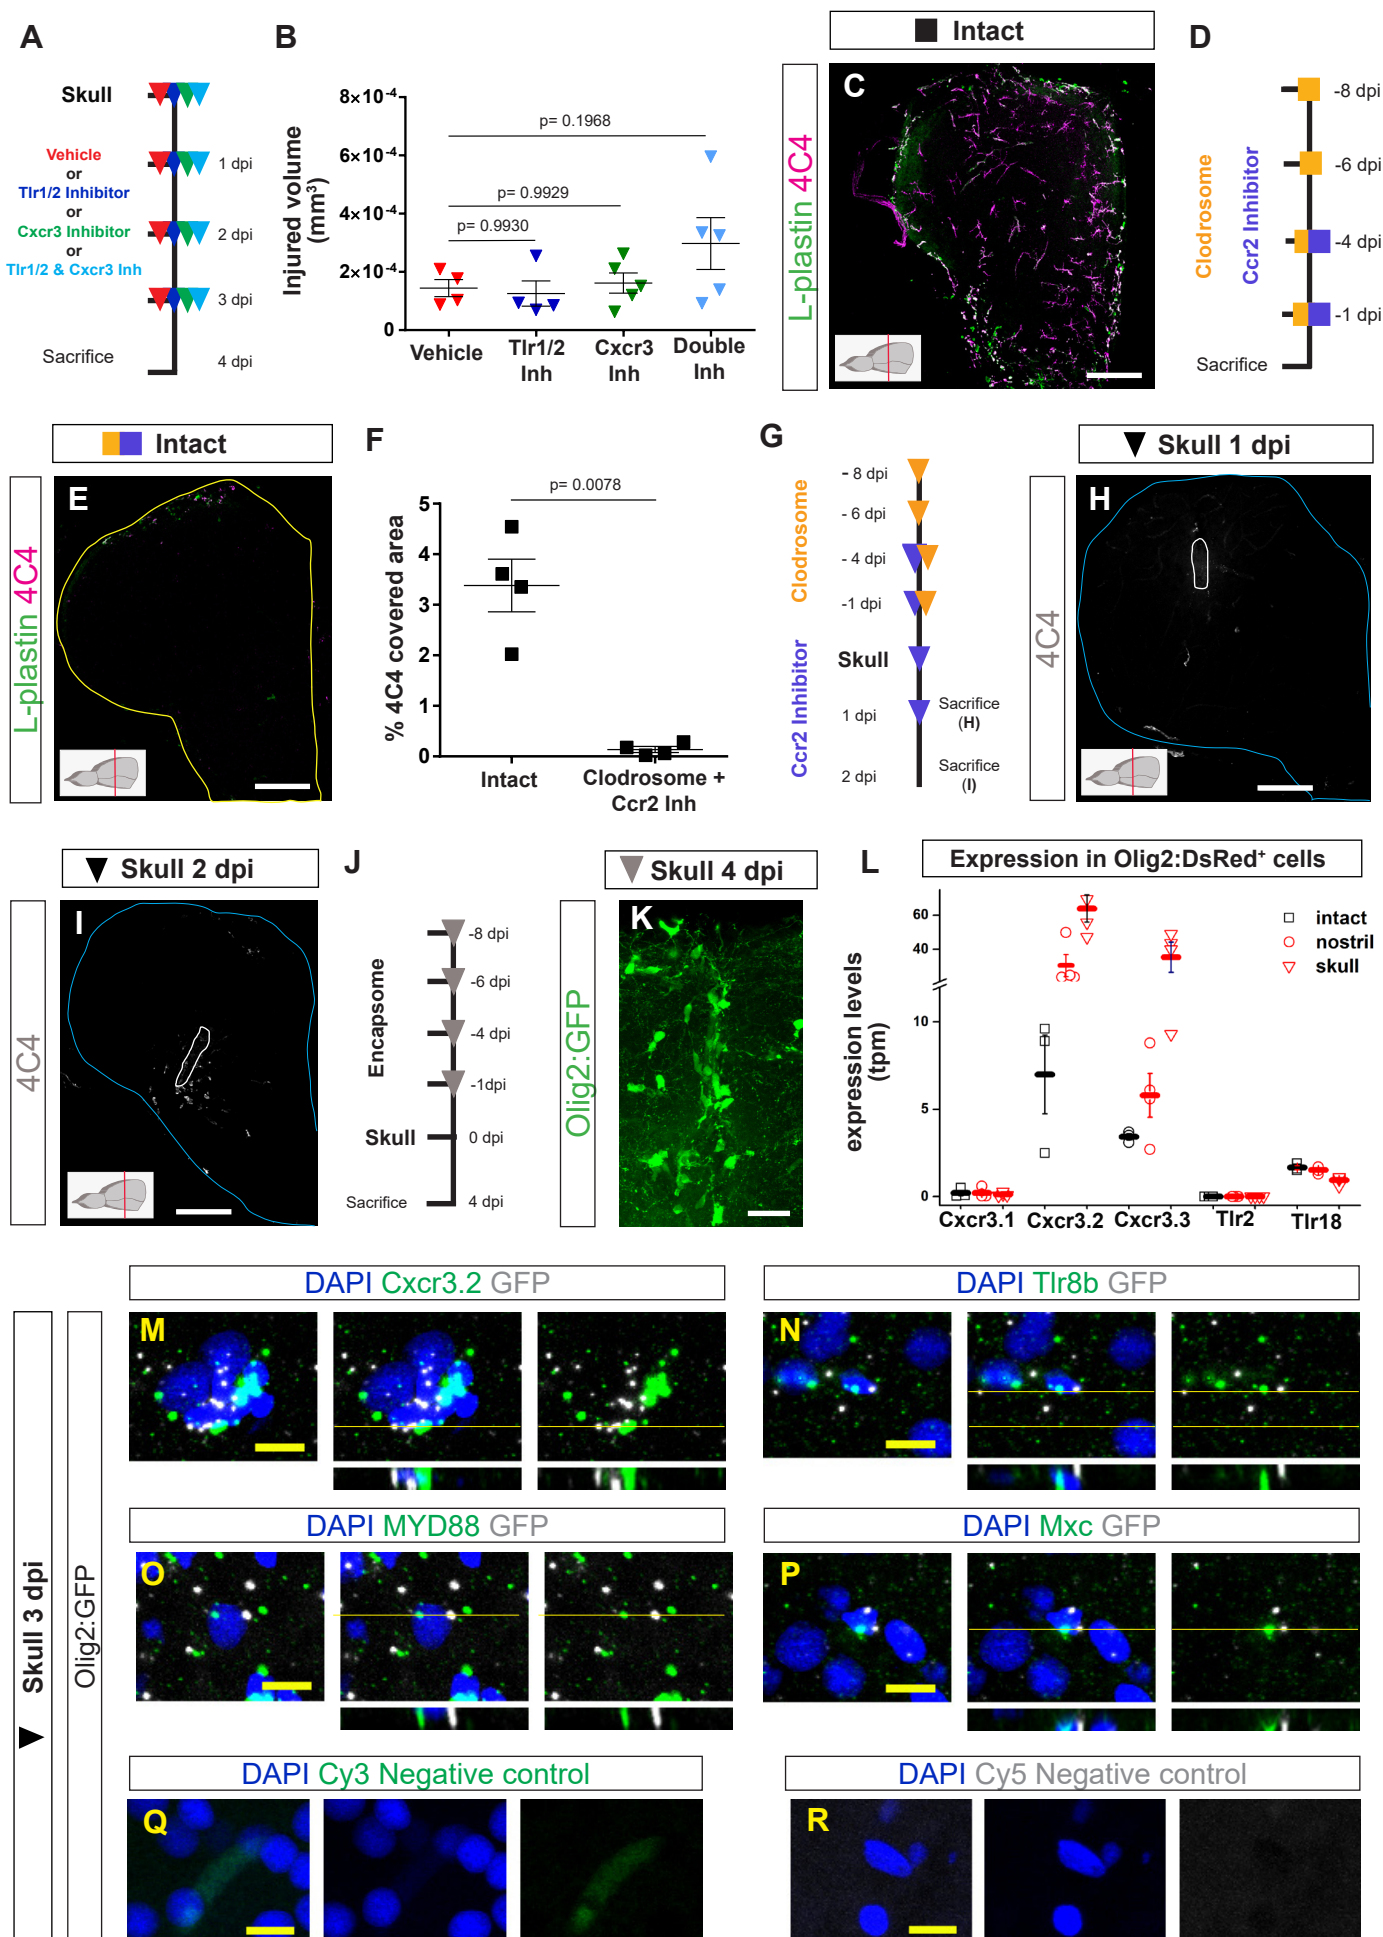 A
Skull
Vehicle
or
Tlr1/2 Inhibitor
or
Cxcr3 Inhibitor
or
Tlr1/2 & Cxcr3 Inh
Sacrifice
1 dpi
2 dpi
3 dpi
4 dpi
B
Injured volume
(mm³)
8×10⁻⁴
6×10⁻⁴
4×10⁻⁴
2×10⁻⁴
0
p= 0.1968
p= 0.9929
p= 0.9930
Vehicle
Tlr1/2
Inh
Cxcr3
Inh
Double
Inh
Intact
L-plastin 4C4
C
D
Clodrosome
Ccr2 Inhibitor
-8 dpi
-6 dpi
-4 dpi
-1 dpi
Sacrifice
Intact
L-plastin 4C4
E
F
% 4C4 covered area
5
4
3
2
1
0
p= 0.0078
Intact
Clodrosome +
Ccr2 Inh
G
Clodrosome
Ccr2 Inhibitor
- 8 dpi
- 6 dpi
- 4 dpi
-1 dpi
Skull
1 dpi
2 dpi
Sacrifice
(H)
Sacrifice
(I)
Skull 1 dpi
4C4
H
Skull 2 dpi
4C4
I
J
Encapsome
-8 dpi
-6 dpi
-4 dpi
-1dpi
Skull
0 dpi
Sacrifice
4 dpi
Skull 4 dpi
Olig2:GFP
K
L
Expression in Olig2:DsRed⁺ cells
expression levels
(tpm)
60
40
10
5
0
intact
nostril
skull
Cxcr3.1
Cxcr3.2
Cxcr3.3
Tlr2
Tlr18
Skull 3 dpi
Olig2:GFP
DAPI Cxcr3.2 GFP
M
DAPI Tlr8b GFP
N
DAPI MYD88 GFP
O
DAPI Mxc GFP
P
DAPI Cy3 Negative control
Q
DAPI Cy5 Negative control
R